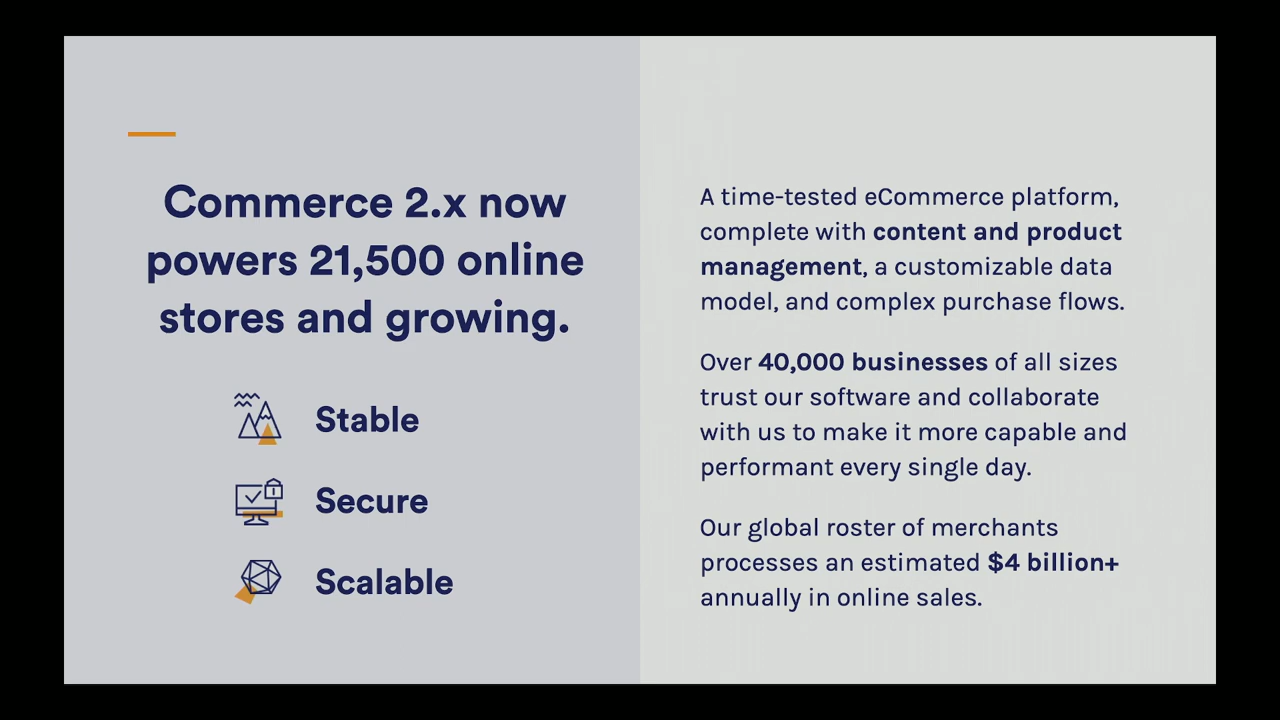 Commerce 2.x now
powers 21,500 online
stores and growing.
Stable
Secure
Scalable
A time-tested eCommerce platform,
complete with content and product
management, a customizable data
model, and complex purchase flows.
Over 40,000 businesses of all sizes
trust our software and collaborate
with us to make it more capable and
performant every single day.
Our global roster of merchants
processes an estimated $4 billion+
annually in online sales.